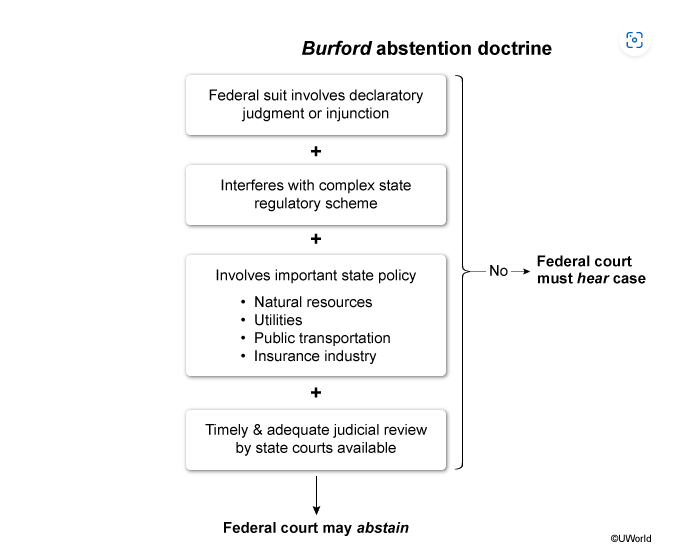 Burford abstention doctrine
Federal suit involves declaratory
judgment or injunction
+
Interferes with complex state
regulatory scheme
+
Involves important state policy
• Natural resources
• Utilities
• Public transportation
• Insurance industry
+
Timely & adequate judicial review
by state courts available
No
Federal court
must hear case
Federal court may abstain
©UWorld